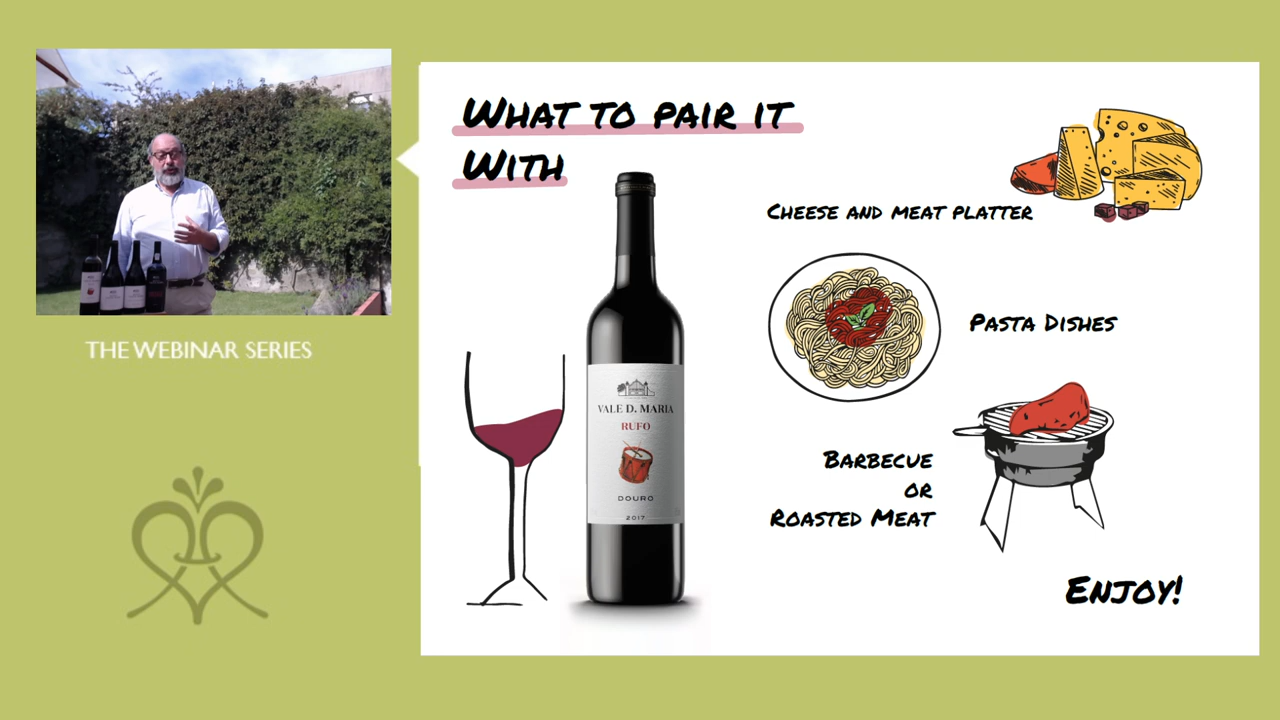 THE WEBINAR SERIES
What to pair it
With
Cheese and meat platter
Pasta Dishes
Barbecue
or
Roasted Meat
Enjoy!
VALE D. MARIA
RUFO
DOURO
2017